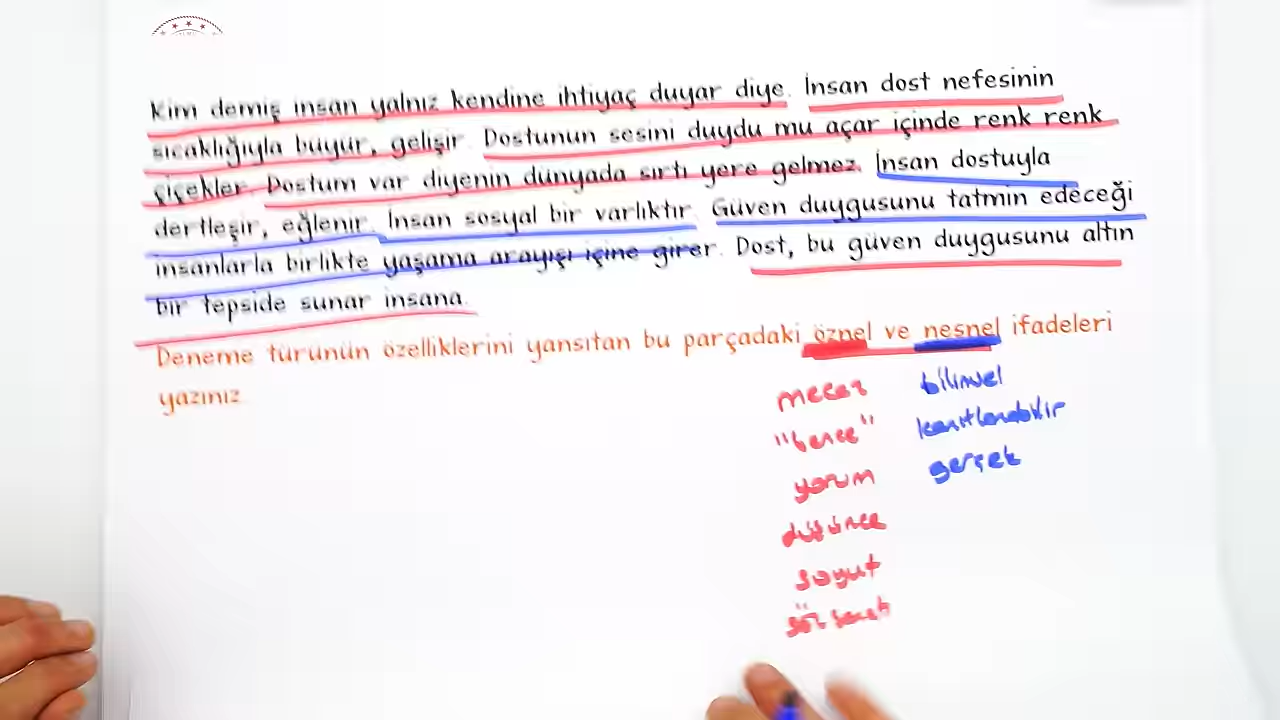 Kim demiş insan yalnız kendine ihtiyaç duyar diye. İnsan dost nefesinin
sıcaklığıyla büyür, gelişir. Dostunun sesini duydu mu açar içinde renk renk
çiçekler. Dostum var diyenin dünyada sırtı yere gelmez. İnsan dostuyla
dertleşir, eğlenir. İnsan sosyal bir varlıktır. Güven duygusunu tatmin edeceği
insanlarla birlikte yaşama arayışı içine girer. Dost, bu güven duygusunu altın
bir tepside sunar insana.
Deneme türünün özelliklerini yansıtan bu parçadaki öznel ve nesnel ifadeleri
yazınız.
mecaz bilimsel
"bence" kanıtlanabilir
yorum gerçek
düşünce
soyut
söz sanatı